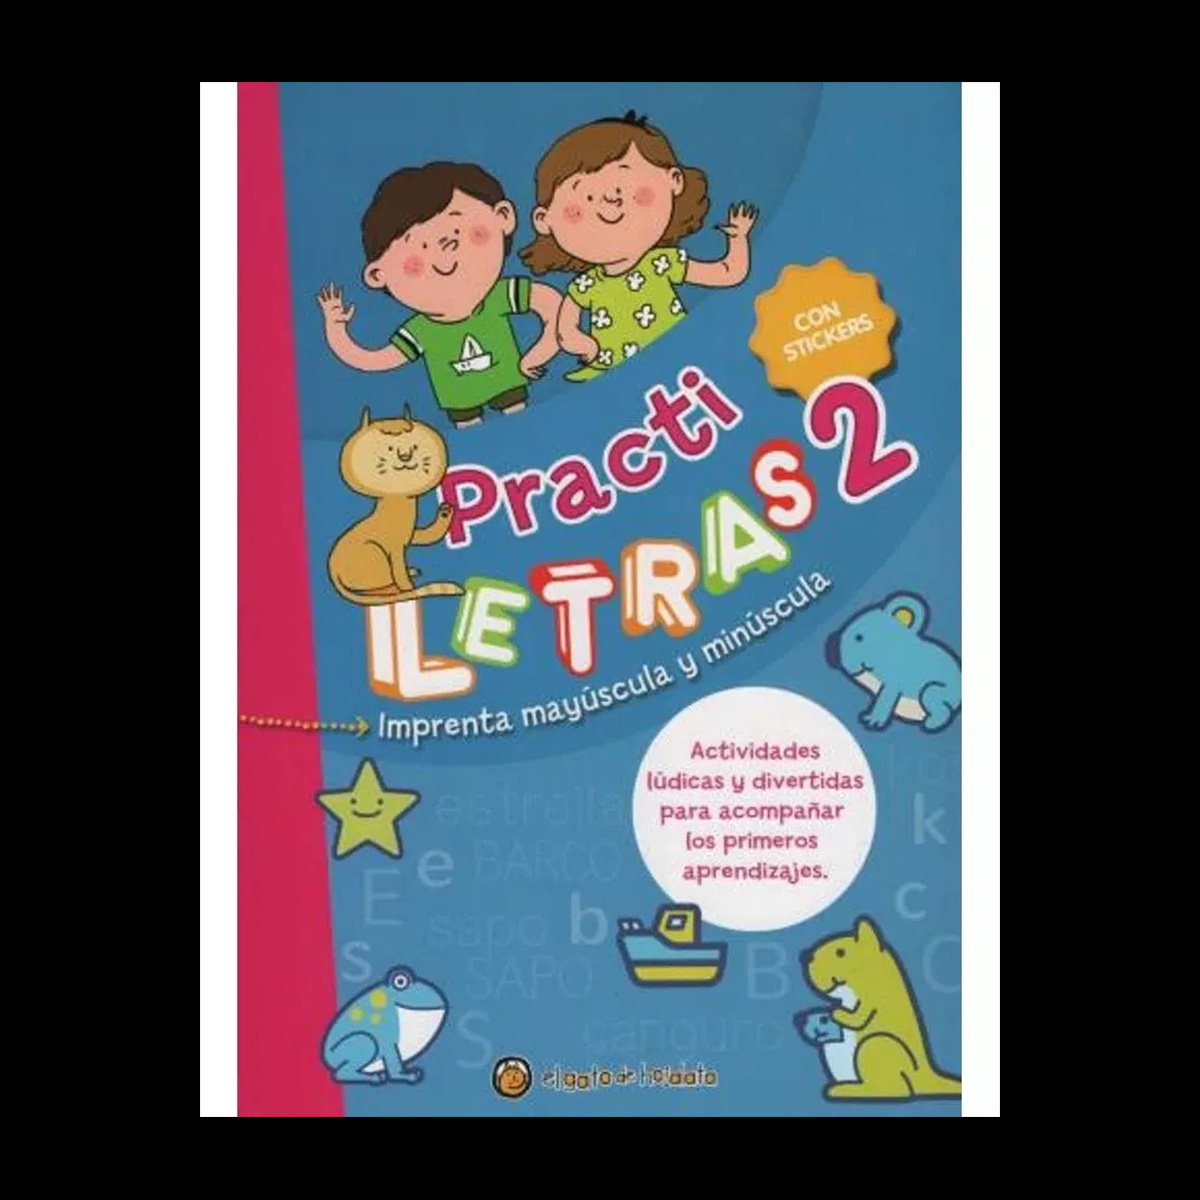 CON
STICKERS
Practi
LETRAS 2
Imprenta mayúscula y minúscula
Actividades
lúdicas y divertidas
para acompañar
los primeros
aprendizajes.
estrella
k
e
BARCO
E
c
sapo
b
s
SAPO
B
C
S
canguro
el gato de hojalata